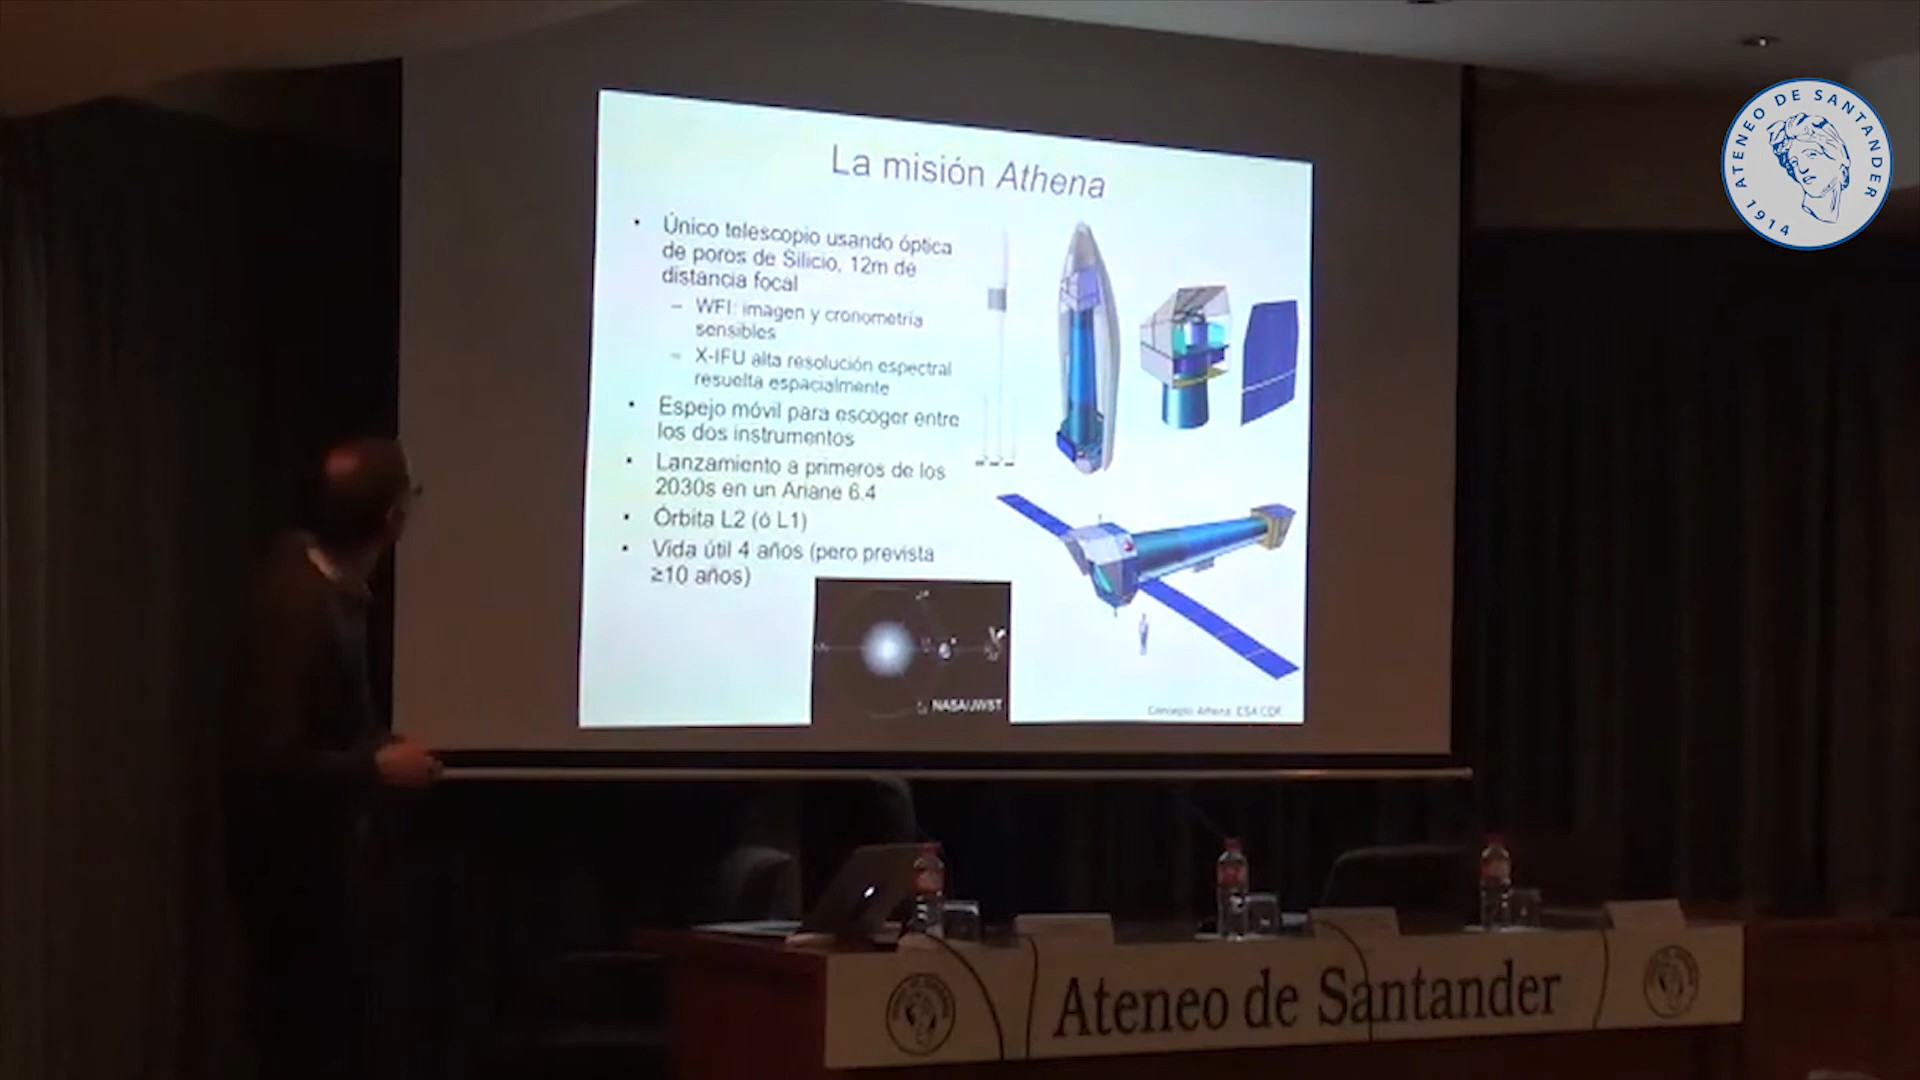 La misión Athena
• Único telescopio usando óptica
de poros de Silicio, 12m de
distancia focal
– WFI: imagen y cronometría
sensibles
– X-IFU alta resolución espectral
resuelta espacialmente
• Espejo móvil para escoger entre
los dos instrumentos
• Lanzamiento a primeros de los
2030s en un Ariane 6.4
• Órbita L2 (ó L1)
• Vida útil 4 años (pero prevista
≥10 años)
NASA/JWST
Concepto Athena: ESA CDF
ATENEO DE SANTANDER
1914
Ateneo de Santander